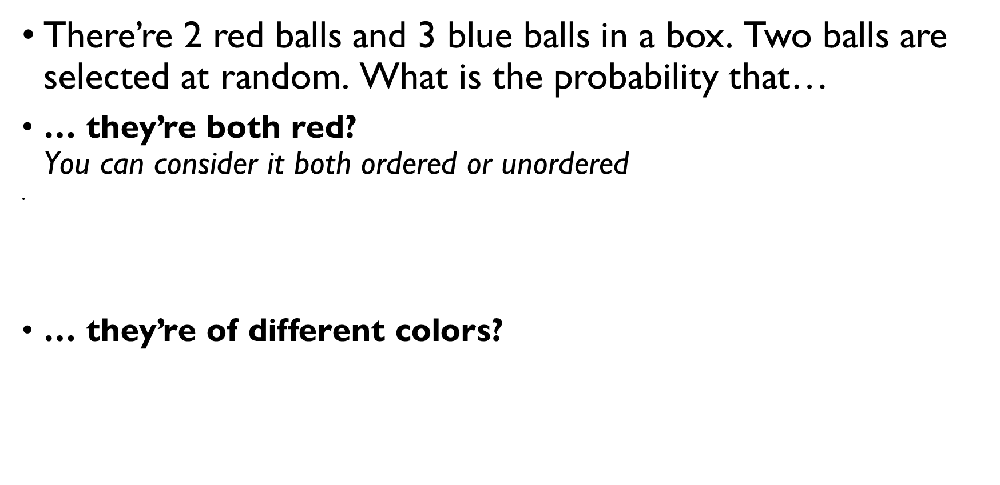 • There’re 2 red balls and 3 blue balls in a box. Two balls are
selected at random. What is the probability that…
• … they’re both red?
You can consider it both ordered or unordered
•
• … they’re of different colors?